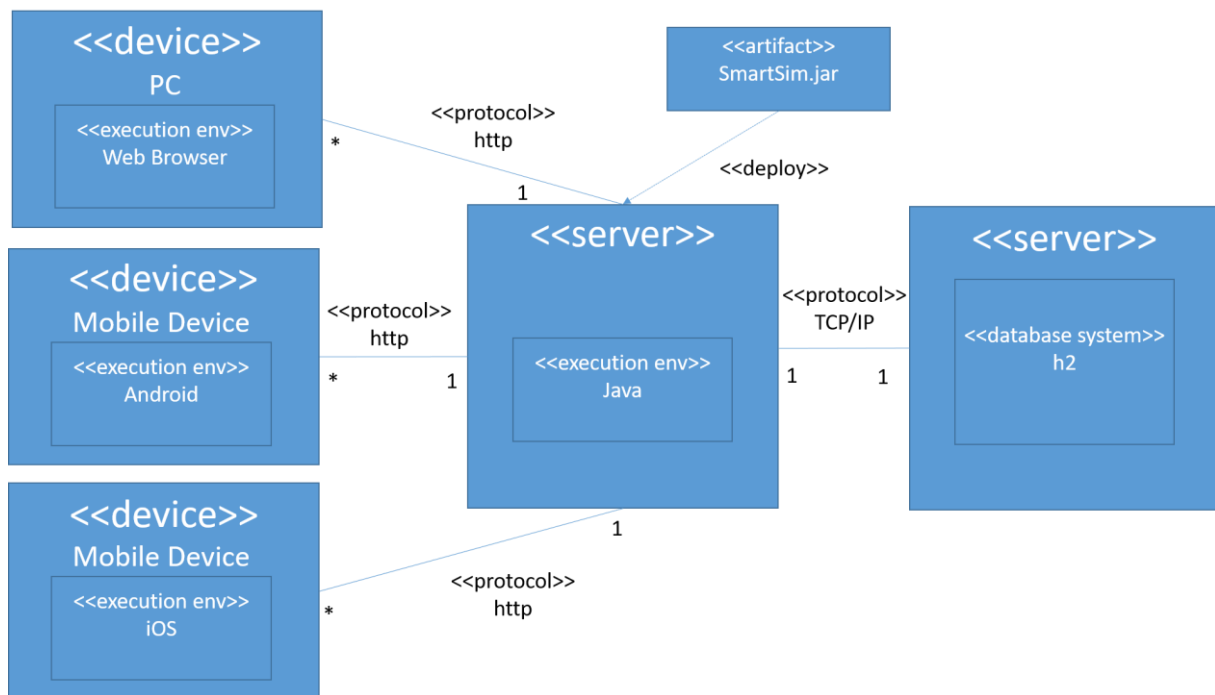 <<device>>
PC
<<execution env>>
Web Browser
*
<<protocol>>
http
1
<<artifact>>
SmartSim.jar
<<deploy>>
<<device>>
Mobile Device
<<execution env>>
Android
*
<<protocol>>
http
1
<<server>>
<<execution env>>
Java
1
<<protocol>>
TCP/IP
1
<<server>>
<<database system>>
h2
<<device>>
Mobile Device
<<execution env>>
iOS
*
<<protocol>>
http
1